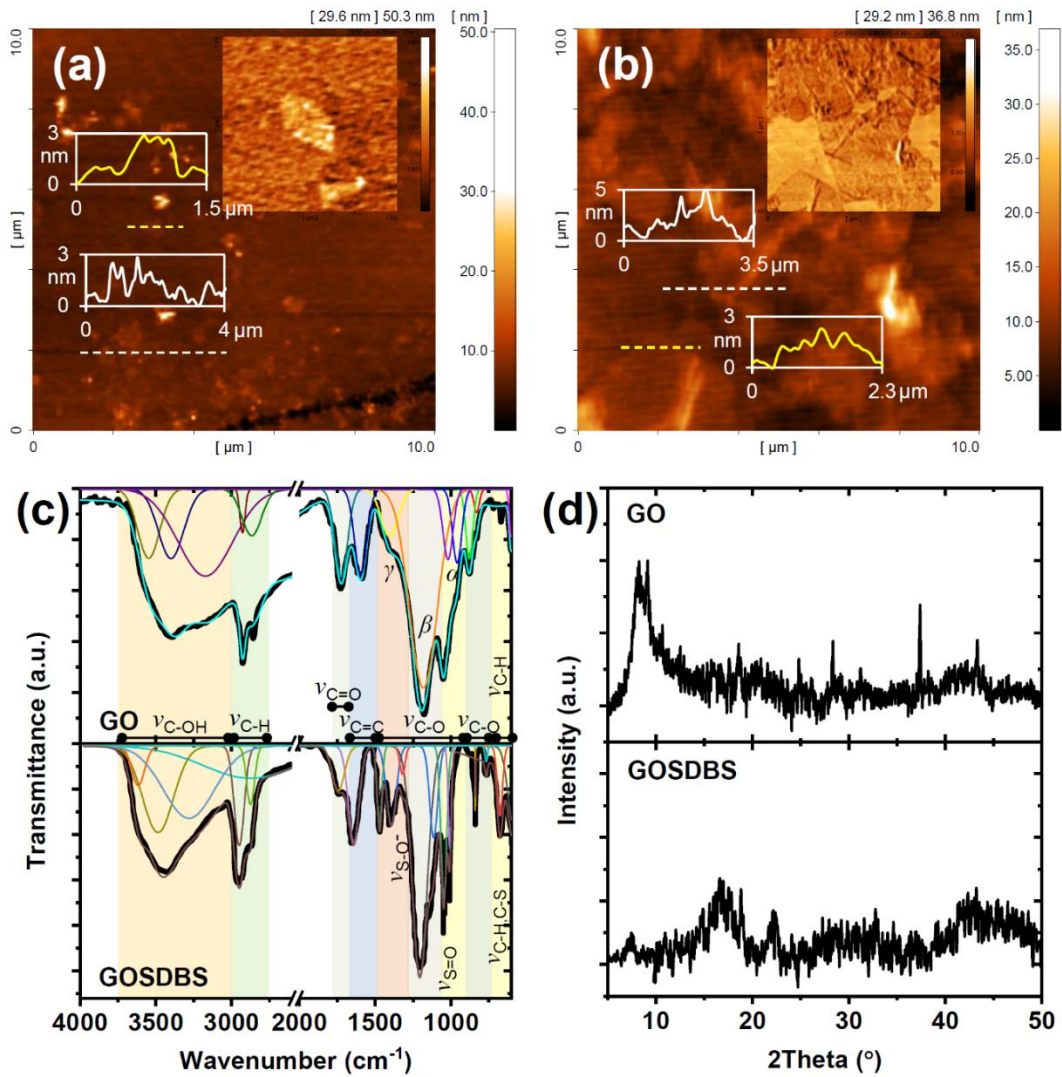 [ 29.6 nm ] 50.3 nm [ nm ]
(a)
10.0
[ µm ]
0
50.0
40.0
30.0
20.0
10.0
3
nm
0
0 1.5 µm
3
nm
0
0 4 µm
0 10.0
[ µm ]
[ 29.2 nm ] 36.8 nm [ nm ]
(b)
10.0
[ µm ]
0
35.0
30.0
25.0
20.0
15.0
10.0
5.00
5
nm
0
0 3.5 µm
3
nm
0
0 2.3 µm
0 10.0
[ µm ]
(c)
Transmittance (a.u.)
γ
α
β
νC-H
νC=O
GO
νC-OH
νC-H
νC=C
νC-O
νC-O
νS-O-
νS=O
νC-H,C-S
GOSDBS
4000 3500 3000 2000 1500 1000
Wavenumber (cm-1)
(d)
GO
Intensity (a.u.)
GOSDBS
10 20 30 40 50
2Theta (°)